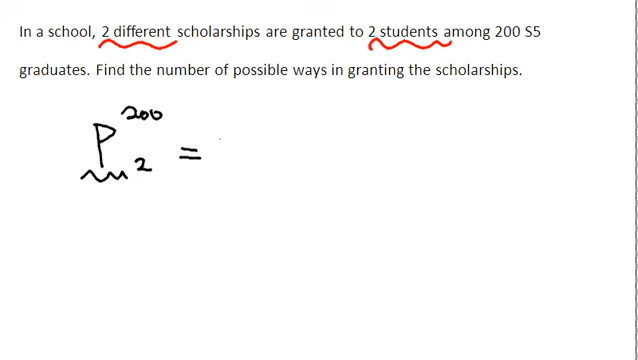 In a school, 2 different scholarships are granted to 2 students among 200 S5
graduates. Find the number of possible ways in granting the scholarships.
P 200 2 =